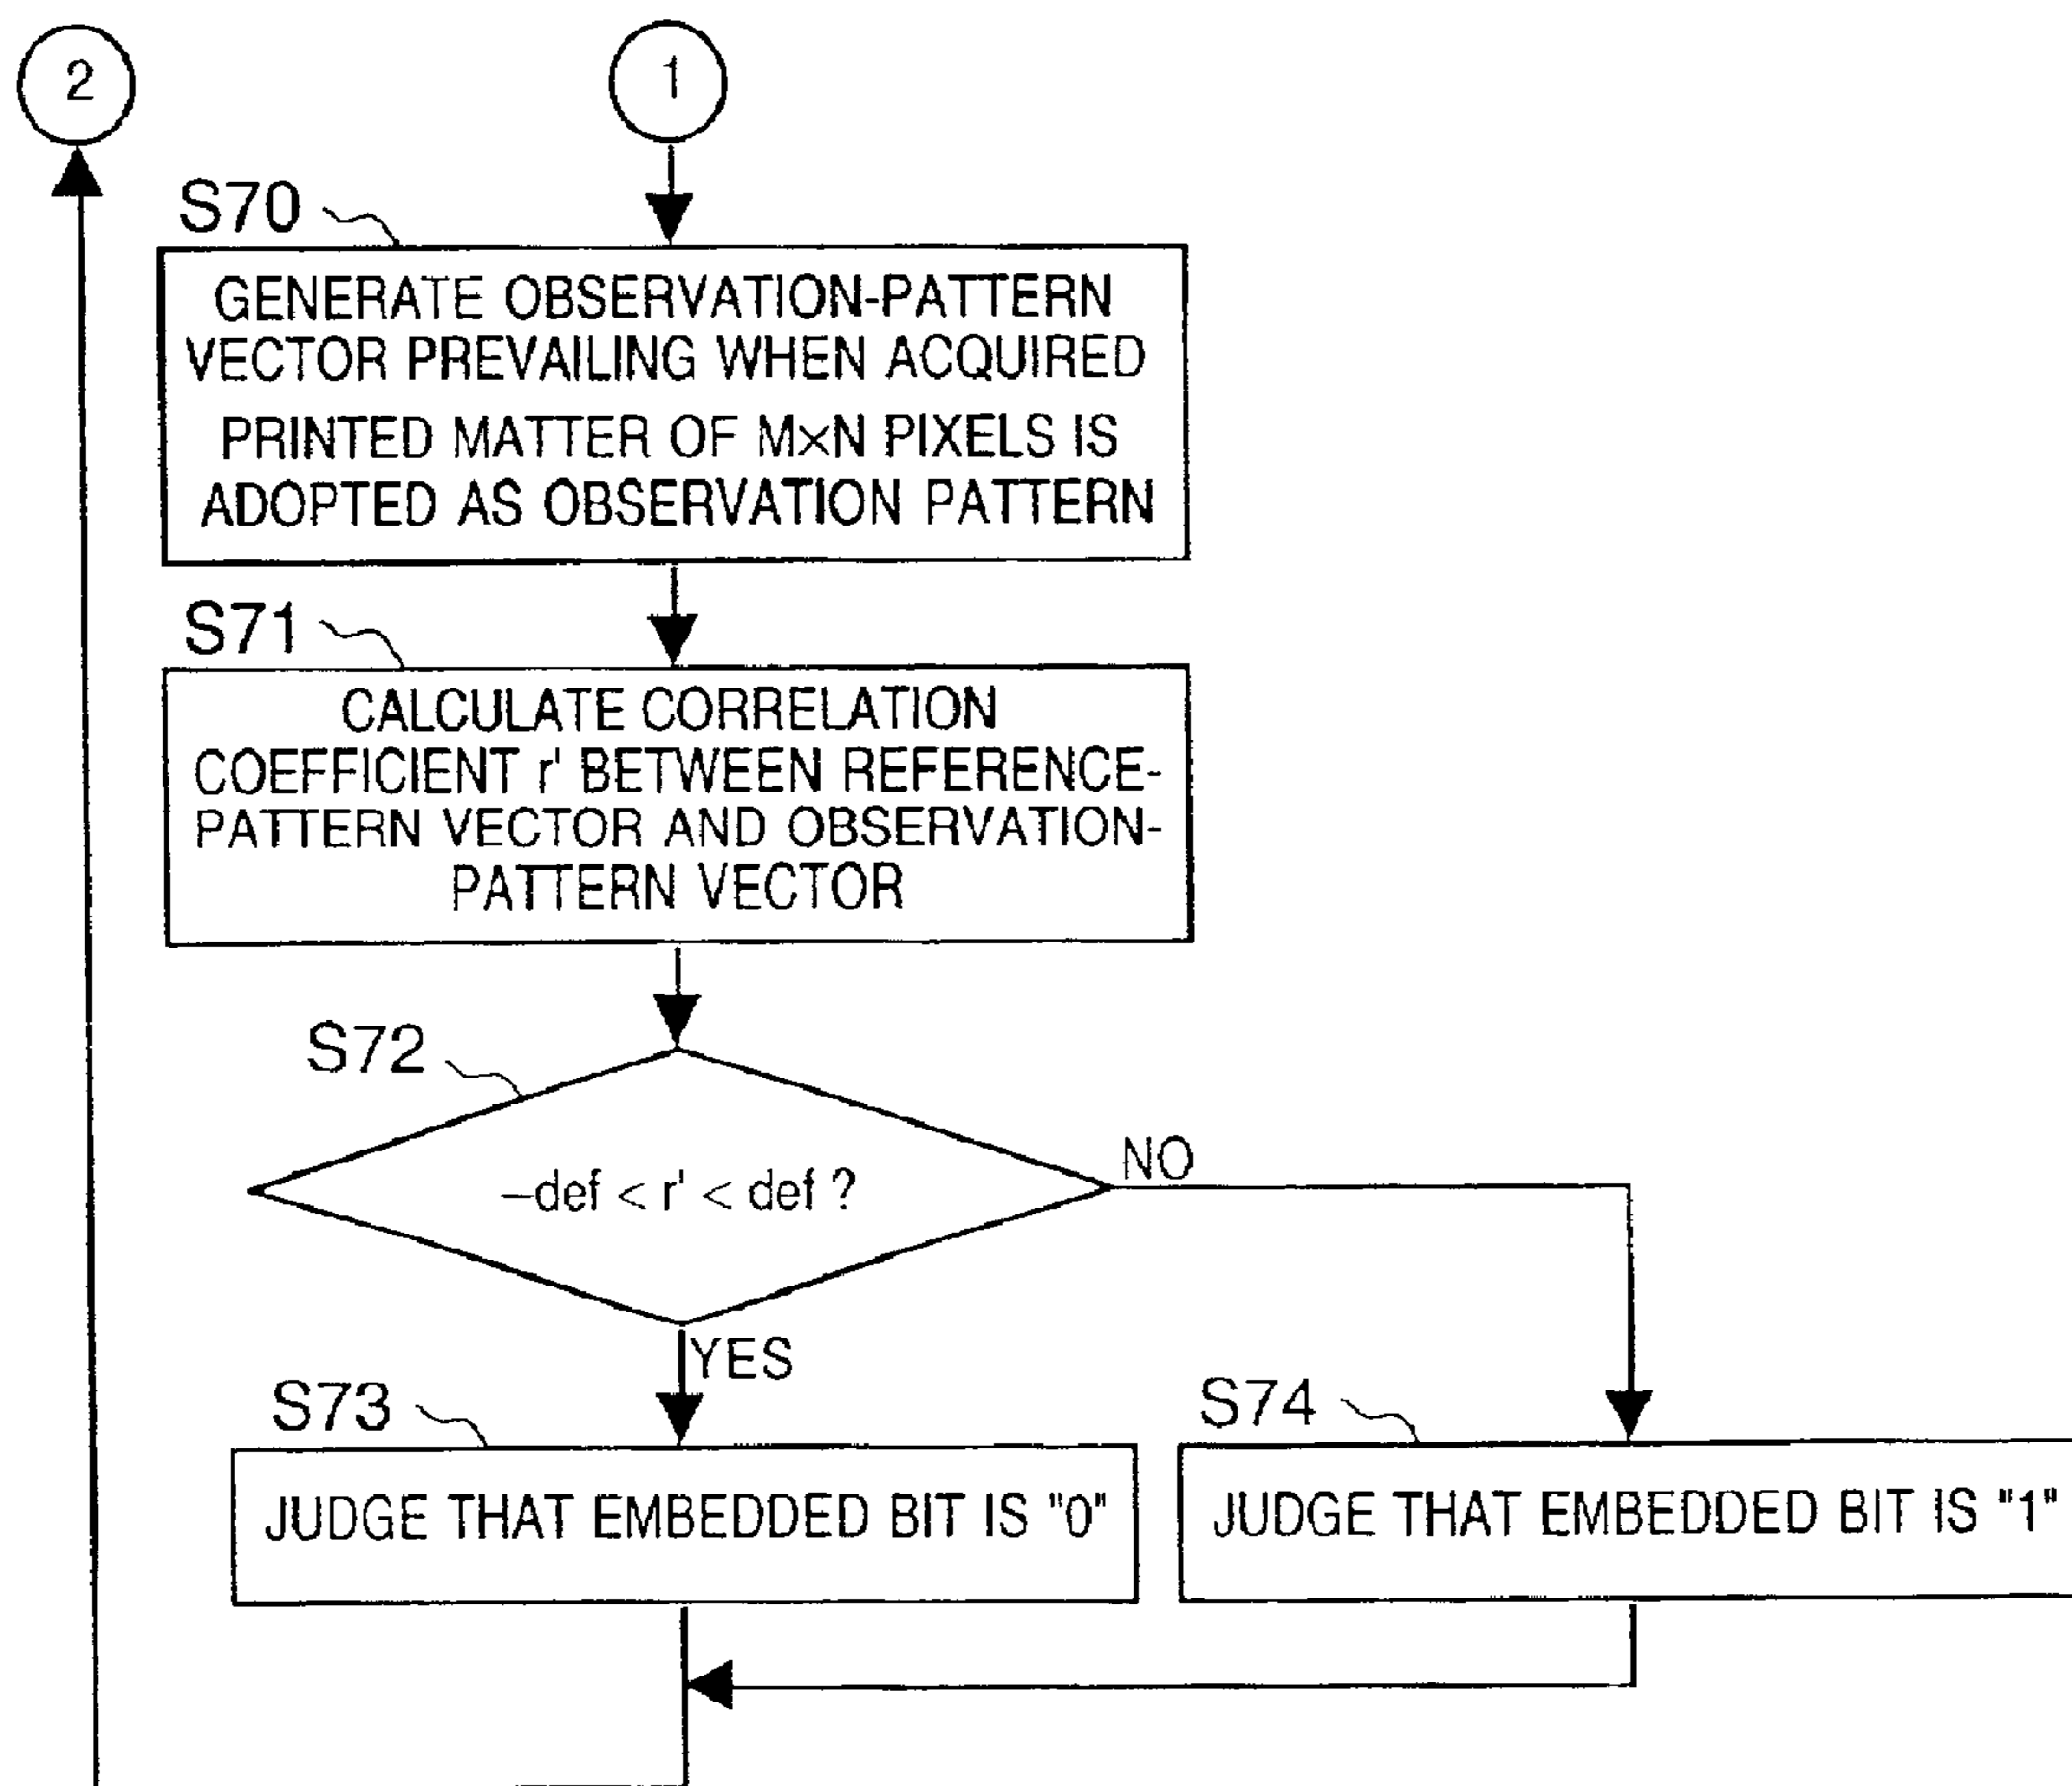 2
1
S70
GENERATE OBSERVATION-PATTERN
VECTOR PREVAILING WHEN ACQUIRED
PRINTED MATTER OF M×N PIXELS IS
ADOPTED AS OBSERVATION PATTERN
S71
CALCULATE CORRELATION
COEFFICIENT r' BETWEEN REFERENCE-
PATTERN VECTOR AND OBSERVATION-
PATTERN VECTOR
S72
–def < r' < def ?
NO
YES
S73
JUDGE THAT EMBEDDED BIT IS "0"
S74
JUDGE THAT EMBEDDED BIT IS "1"